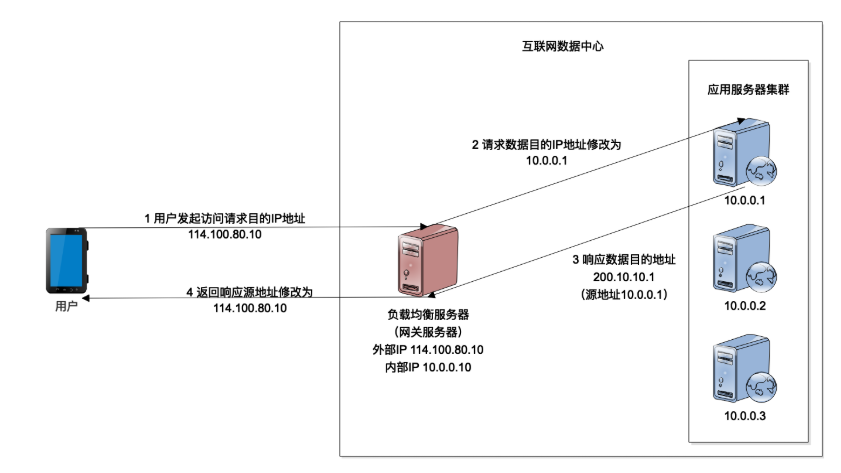 互联网数据中心
应用服务器集群
2 请求数据目的IP地址修改为
10.0.0.1
10.0.0.1
1 用户发起访问请求目的IP地址
114.100.80.10
3 响应数据目的地址
200.10.10.1
（源地址10.0.0.1）
4 返回响应源地址修改为
114.100.80.10
用户
10.0.0.2
负载均衡服务器
（网关服务器）
外部IP 114.100.80.10
内部IP 10.0.0.10
10.0.0.3